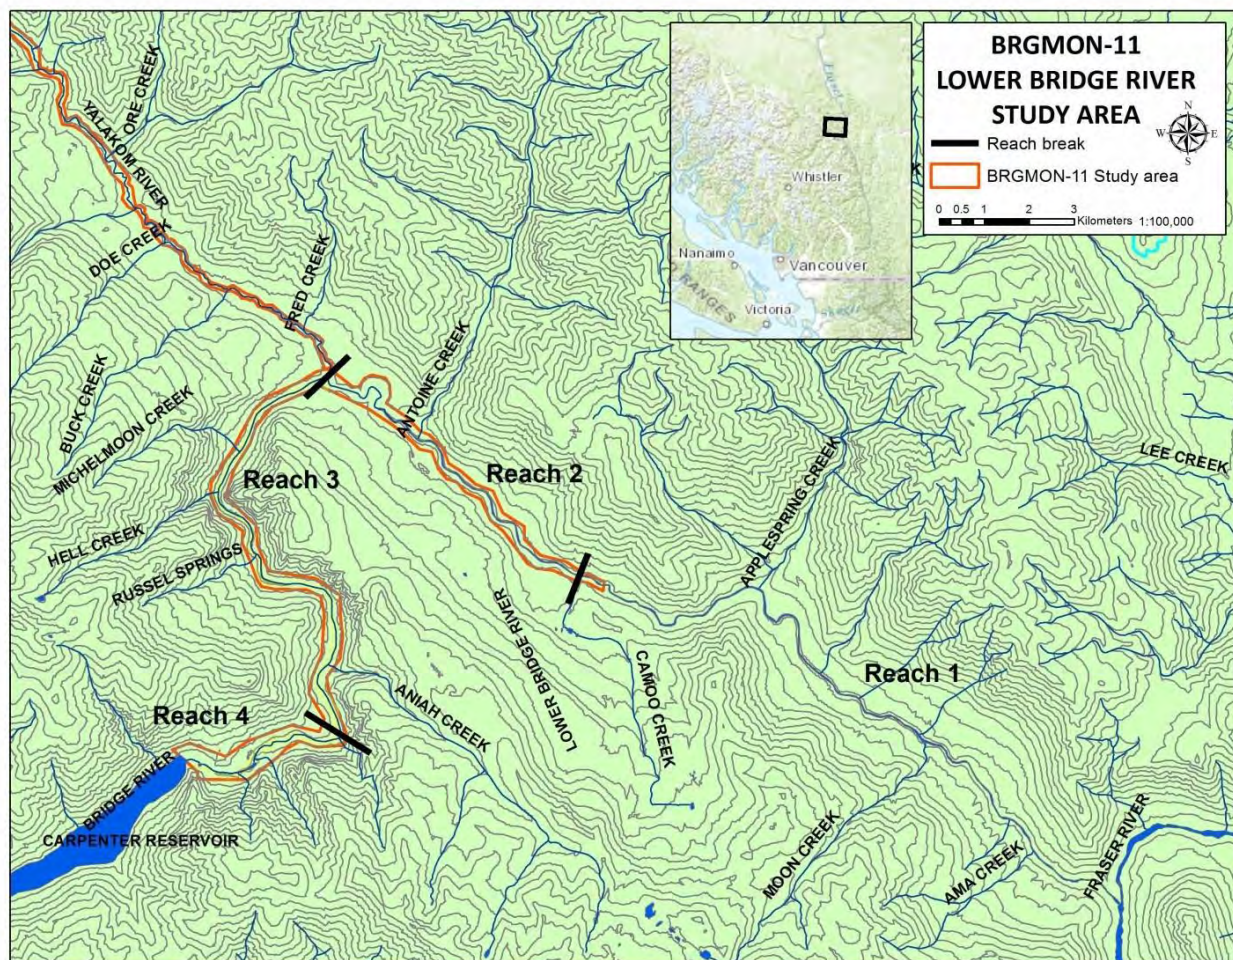 BRGMON-11
LOWER BRIDGE RIVER
STUDY AREA
N
W E
S
Reach break
BRGMON-11 Study area
0 0.5 1 2 3
Kilometers 1:100,000
Whistler
Nanaimo
Vancouver
RANGES
Victoria
ORE CREEK
YALAKOM RIVER
DOE CREEK
FRED CREEK
ANTOINE CREEK
BUCK CREEK
MICHELMOON CREEK
Reach 3
Reach 2
LEE CREEK
APPLESPRING CREEK
HELL CREEK
RUSSEL SPRINGS
LOWER BRIDGE RIVER
CAMOO CREEK
Reach 1
ANIAH CREEK
Reach 4
BRIDGE RIVER
CARPENTER RESERVOIR
MOON CREEK
AMA CREEK
FRASER RIVER